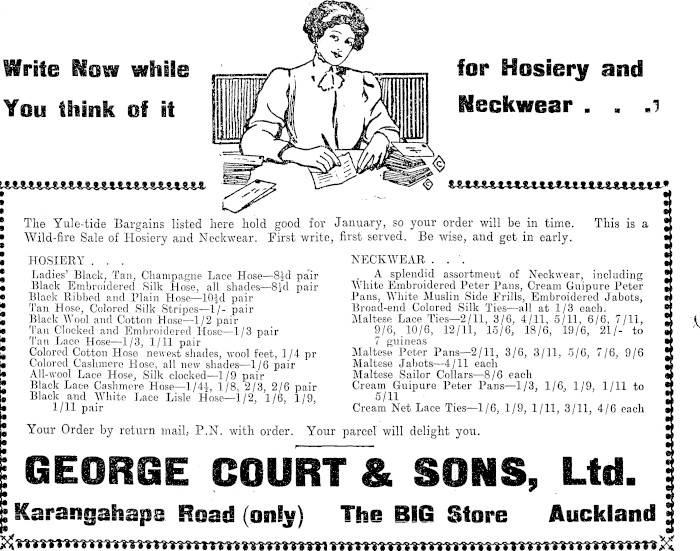 Write Now while
You think of it
for Hosiery and
Neckwear . . .
The Yule-tide Bargains listed here hold good for January, so your order will be in time. This is a
Wild-fire Sale of Hosiery and Neckwear. First write, first served. Be wise, and get in early.
HOSIERY . . .
Ladies' Black, Tan, Champagne Lace Hose—8½d pair
Black Embroidered Silk Hose, all shades—8½d pair
Black Ribbed and Plain Hose—10½d pair
Tan Hose, Colored Silk Stripes—1/- pair
Black Wool and Cotton Hose—1/2 pair
Tan Clocked and Embroidered Hose—1/3 pair
Tan Lace Hose—1/3, 1/11 pair
Colored Cotton Hose newest shades, wool feet, 1/4 pr
Colored Cashmere Hose, all new shades—1/6 pair
All-wool Lace Hose, Silk clocked—1/9 pair
Black Lace Cashmere Hose—1/4½, 1/8, 2/3, 2/6 pair
Black and White Lace Lisle Hose—1/2, 1/6, 1/9,
1/11 pair
NECKWEAR . . .
A splendid assortment of Neckwear, including
White Embroidered Peter Pans, Cream Guipure Peter
Pans, White Muslin Side Frills, Embroidered Jabots,
Broad-end Colored Silk Ties—all at 1/3 each.
Maltese Lace Ties—2/11, 3/6, 4/11, 5/11, 6/6, 7/11,
9/6, 10/6, 12/11, 15/6, 18/6, 19/6, 21/- to
7 guineas
Maltese Peter Pans—2/11, 3/6, 3/11, 5/6, 7/6, 9/6
Maltese Jabots—4/11 each
Maltese Sailor Collars—8/6 each
Cream Guipure Peter Pans—1/3, 1/6, 1/9, 1/11 to
5/11
Cream Net Lace Ties—1/6, 1/9, 1/11, 3/11, 4/6 each
Your Order by return mail, P.N. with order. Your parcel will delight you.
GEORGE COURT & SONS, Ltd.
Karangahape Road (only) The BIG Store Auckland